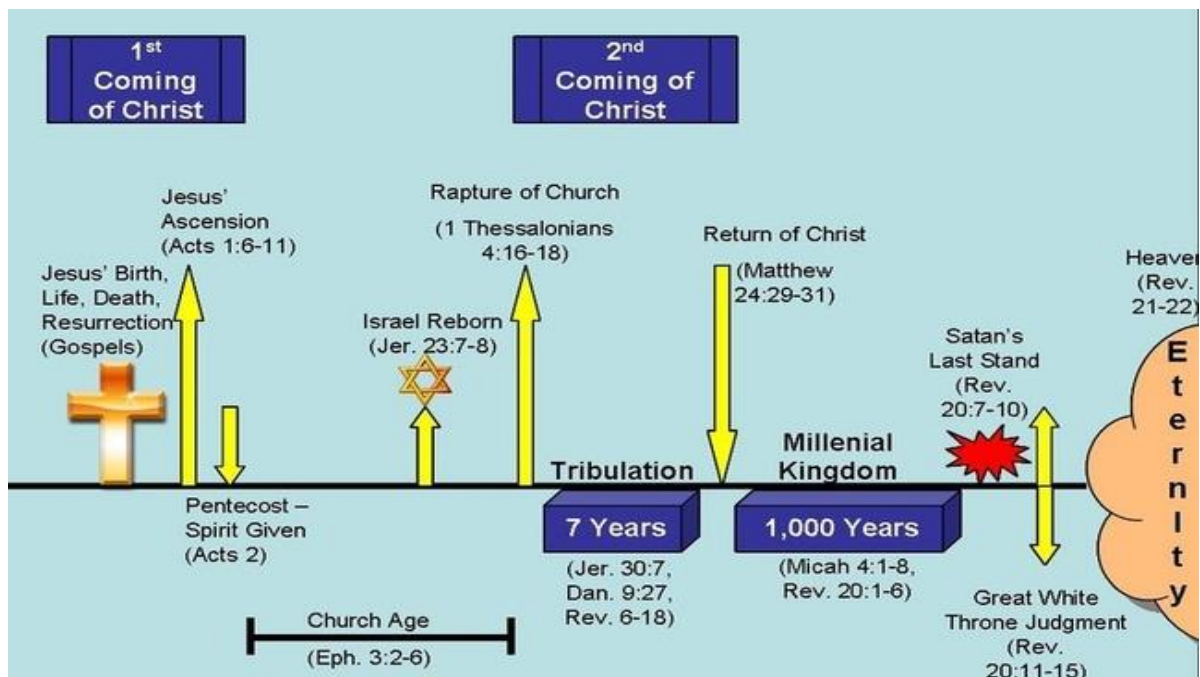 1st
Coming
of Christ
2nd
Coming of
Christ
Jesus'
Ascension
(Acts 1:6-11)
Jesus' Birth,
Life, Death,
Resurrection
(Gospels)
Pentecost –
Spirit Given
(Acts 2)
Church Age
(Eph. 3:2-6)
Israel Reborn
(Jer. 23:7-8)
Rapture of Church
(1 Thessalonians
4:16-18)
Tribulation
7 Years
(Jer. 30:7,
Dan. 9:27,
Rev. 6-18)
Return of Christ
(Matthew
24:29-31)
Millenial
Kingdom
1,000 Years
(Micah 4:1-8,
Rev. 20:1-6)
Satan's
Last Stand
(Rev.
20:7-10)
Great White
Throne Judgment
(Rev.
20:11-15)
Heaven
(Rev.
21-22)
EternIty